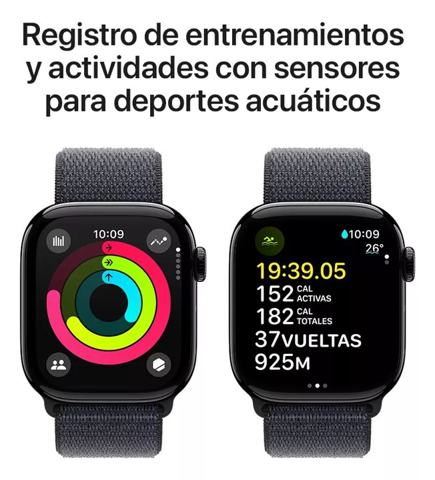 Registro de entrenamientos
y actividades con sensores
para deportes acuáticos
10:09
10:09
26°
19:39.05
152 CAL ACTIVAS
182 CAL TOTALES
37VUELTAS
925M